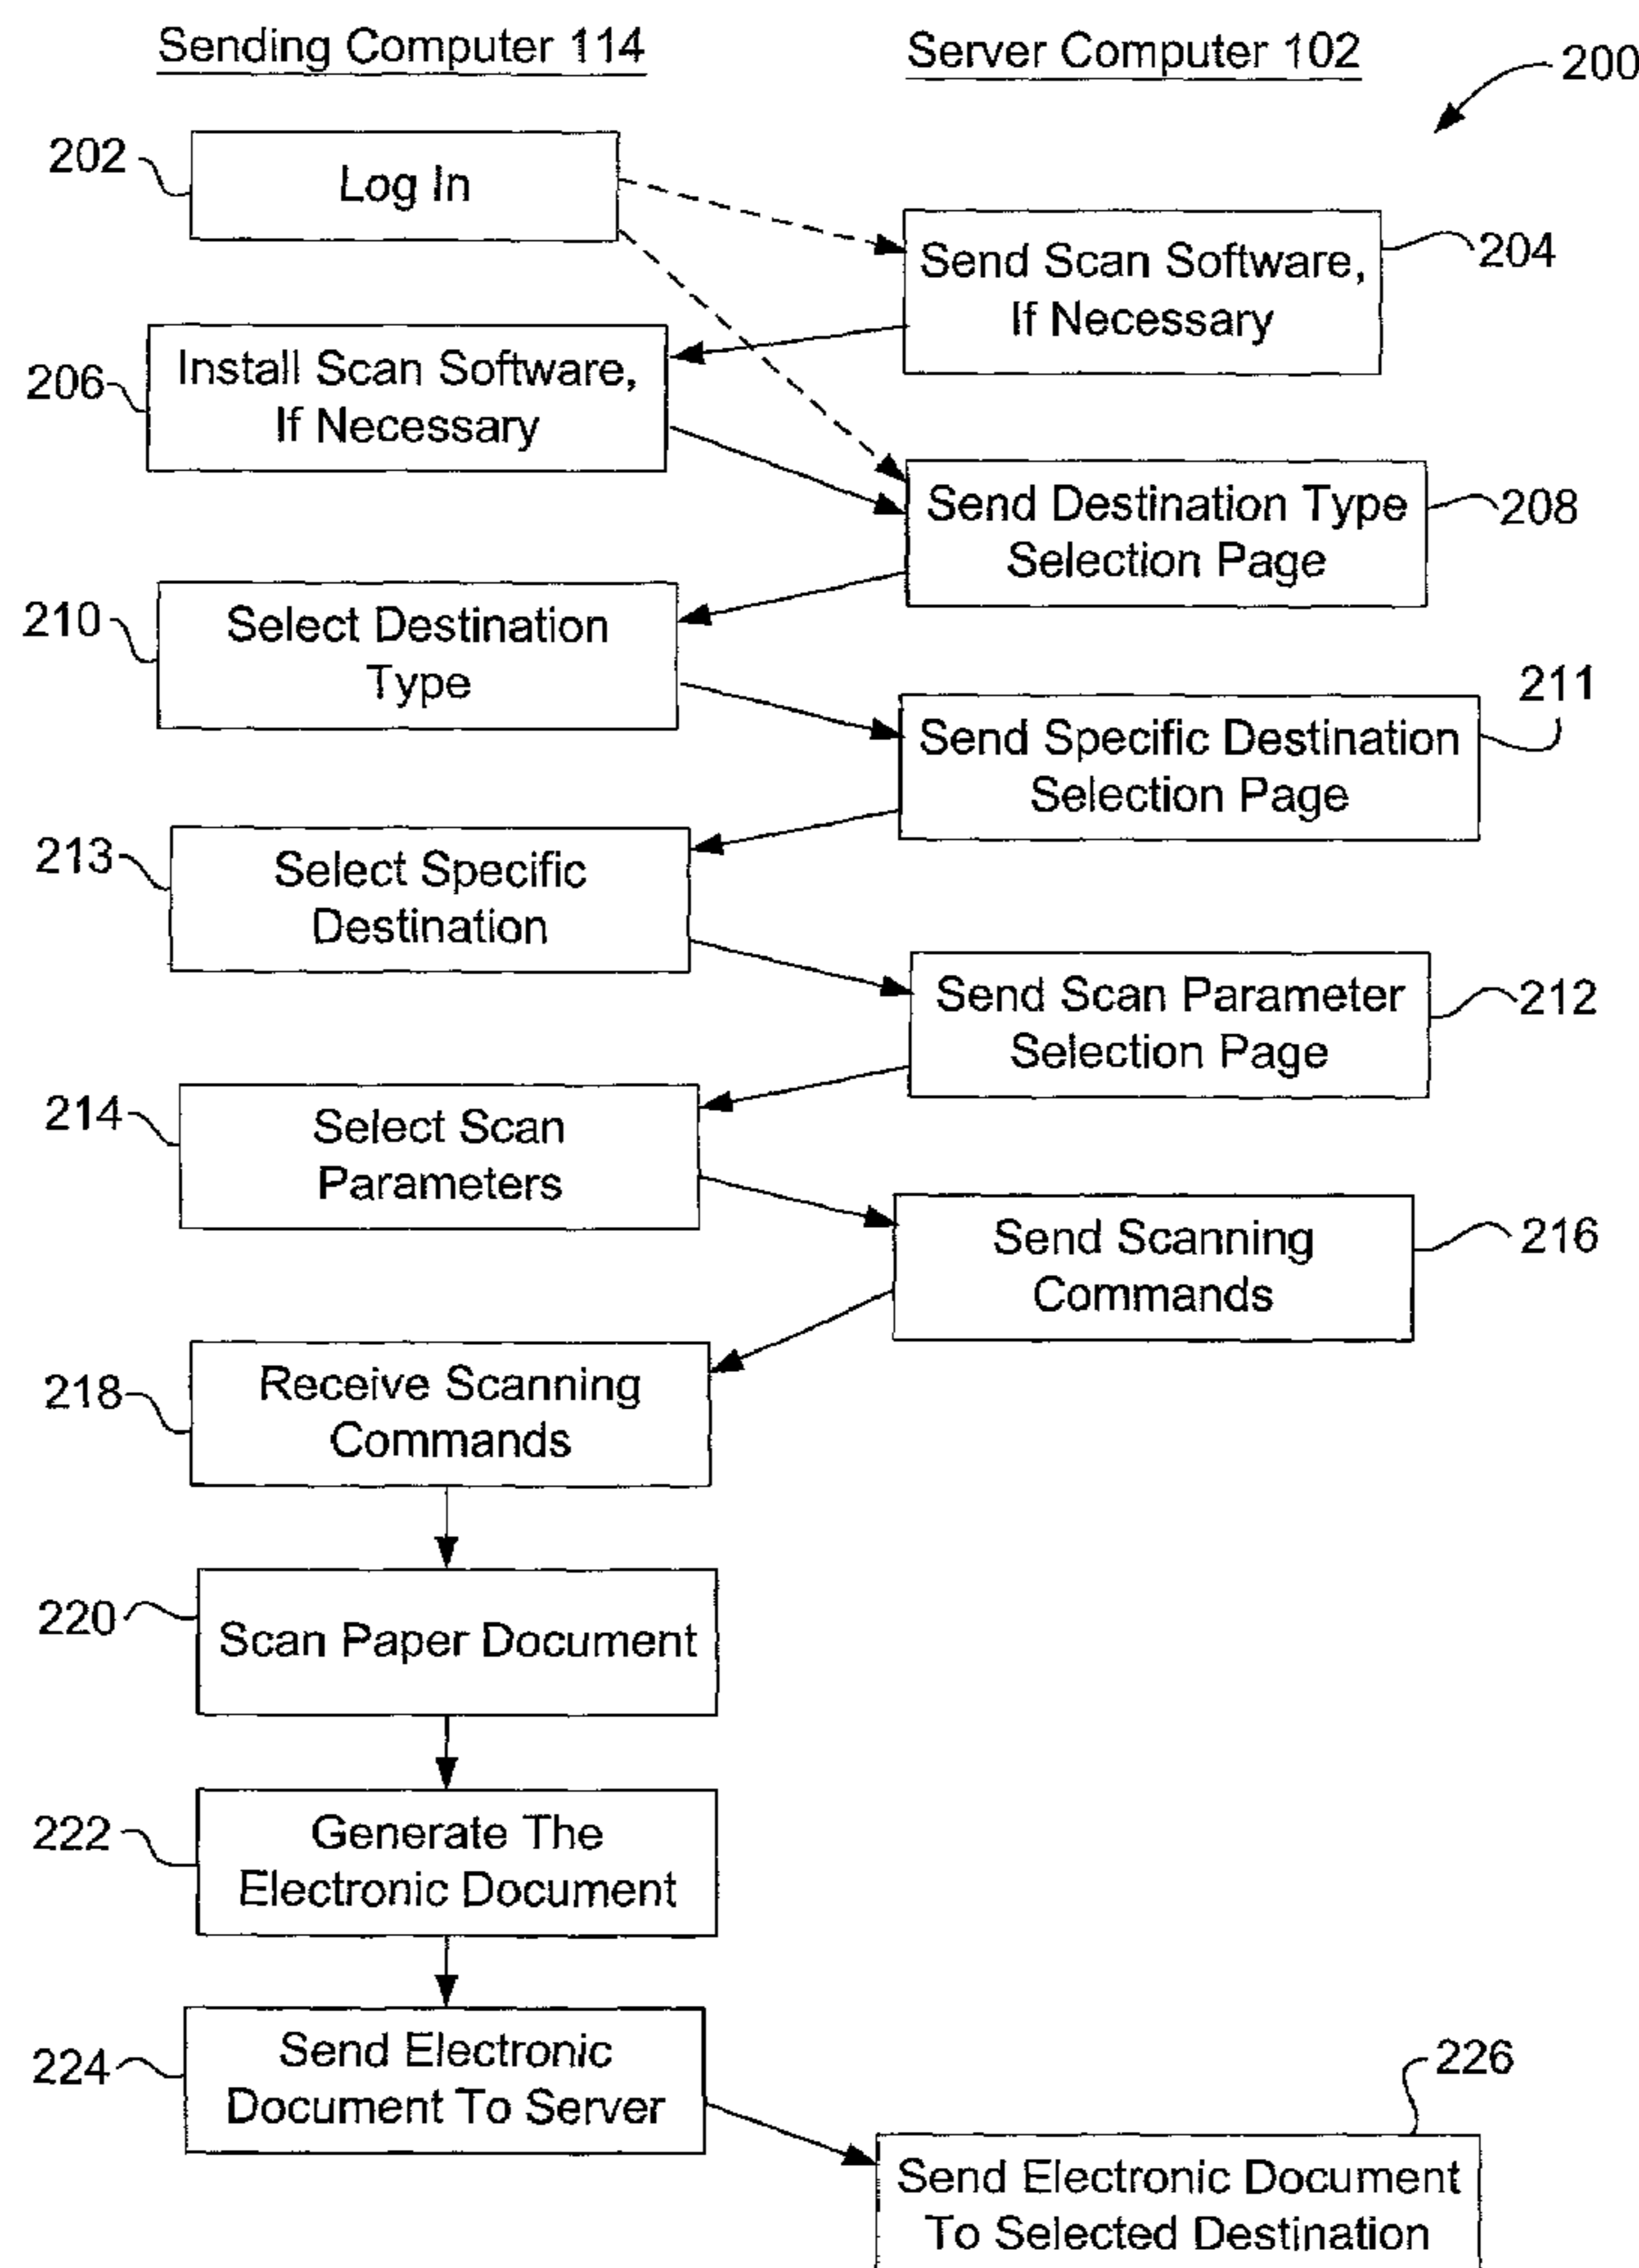 Sending Computer 114
Server Computer 102
200
202
Log In
Send Scan Software,
If Necessary
204
206
Install Scan Software,
If Necessary
Send Destination Type
Selection Page
208
210
Select Destination
Type
211
Send Specific Destination
Selection Page
213
Select Specific
Destination
Send Scan Parameter
Selection Page
212
214
Select Scan
Parameters
Send Scanning
Commands
216
218
Receive Scanning
Commands
220
Scan Paper Document
222
Generate The
Electronic Document
224
Send Electronic
Document To Server
226
Send Electronic Document
To Selected Destination